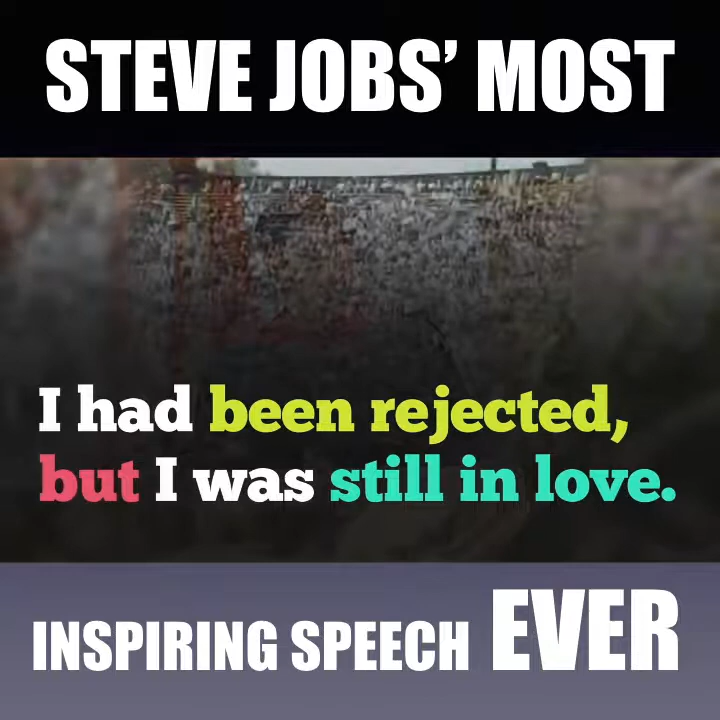 STEVE JOBS’ MOST
I had been rejected,
but I was still in love.
INSPIRING SPEECH EVER